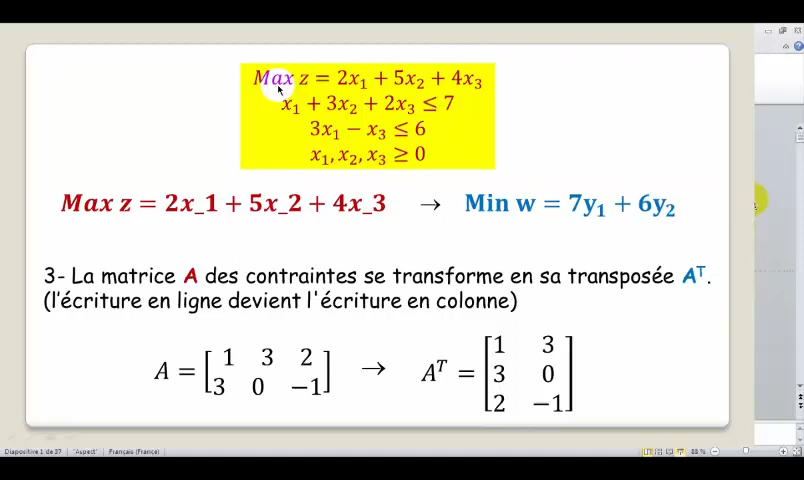 Max z = 2x₁ + 5x₂ + 4x₃
x₁ + 3x₂ + 2x₃ ≤ 7
3x₁ − x₃ ≤ 6
x₁, x₂, x₃ ≥ 0
Max z = 2x_1 + 5x_2 + 4x_3 → Min w = 7y₁ + 6y₂
3- La matrice A des contraintes se transforme en sa transposée Aᵀ.
(l’écriture en ligne devient l'écriture en colonne)
A = [1 3 2
3 0 −1] → Aᵀ = [1 3
3 0
2 −1]
Diapositive 1 de 27 "Aspect" Français (France) 88 %